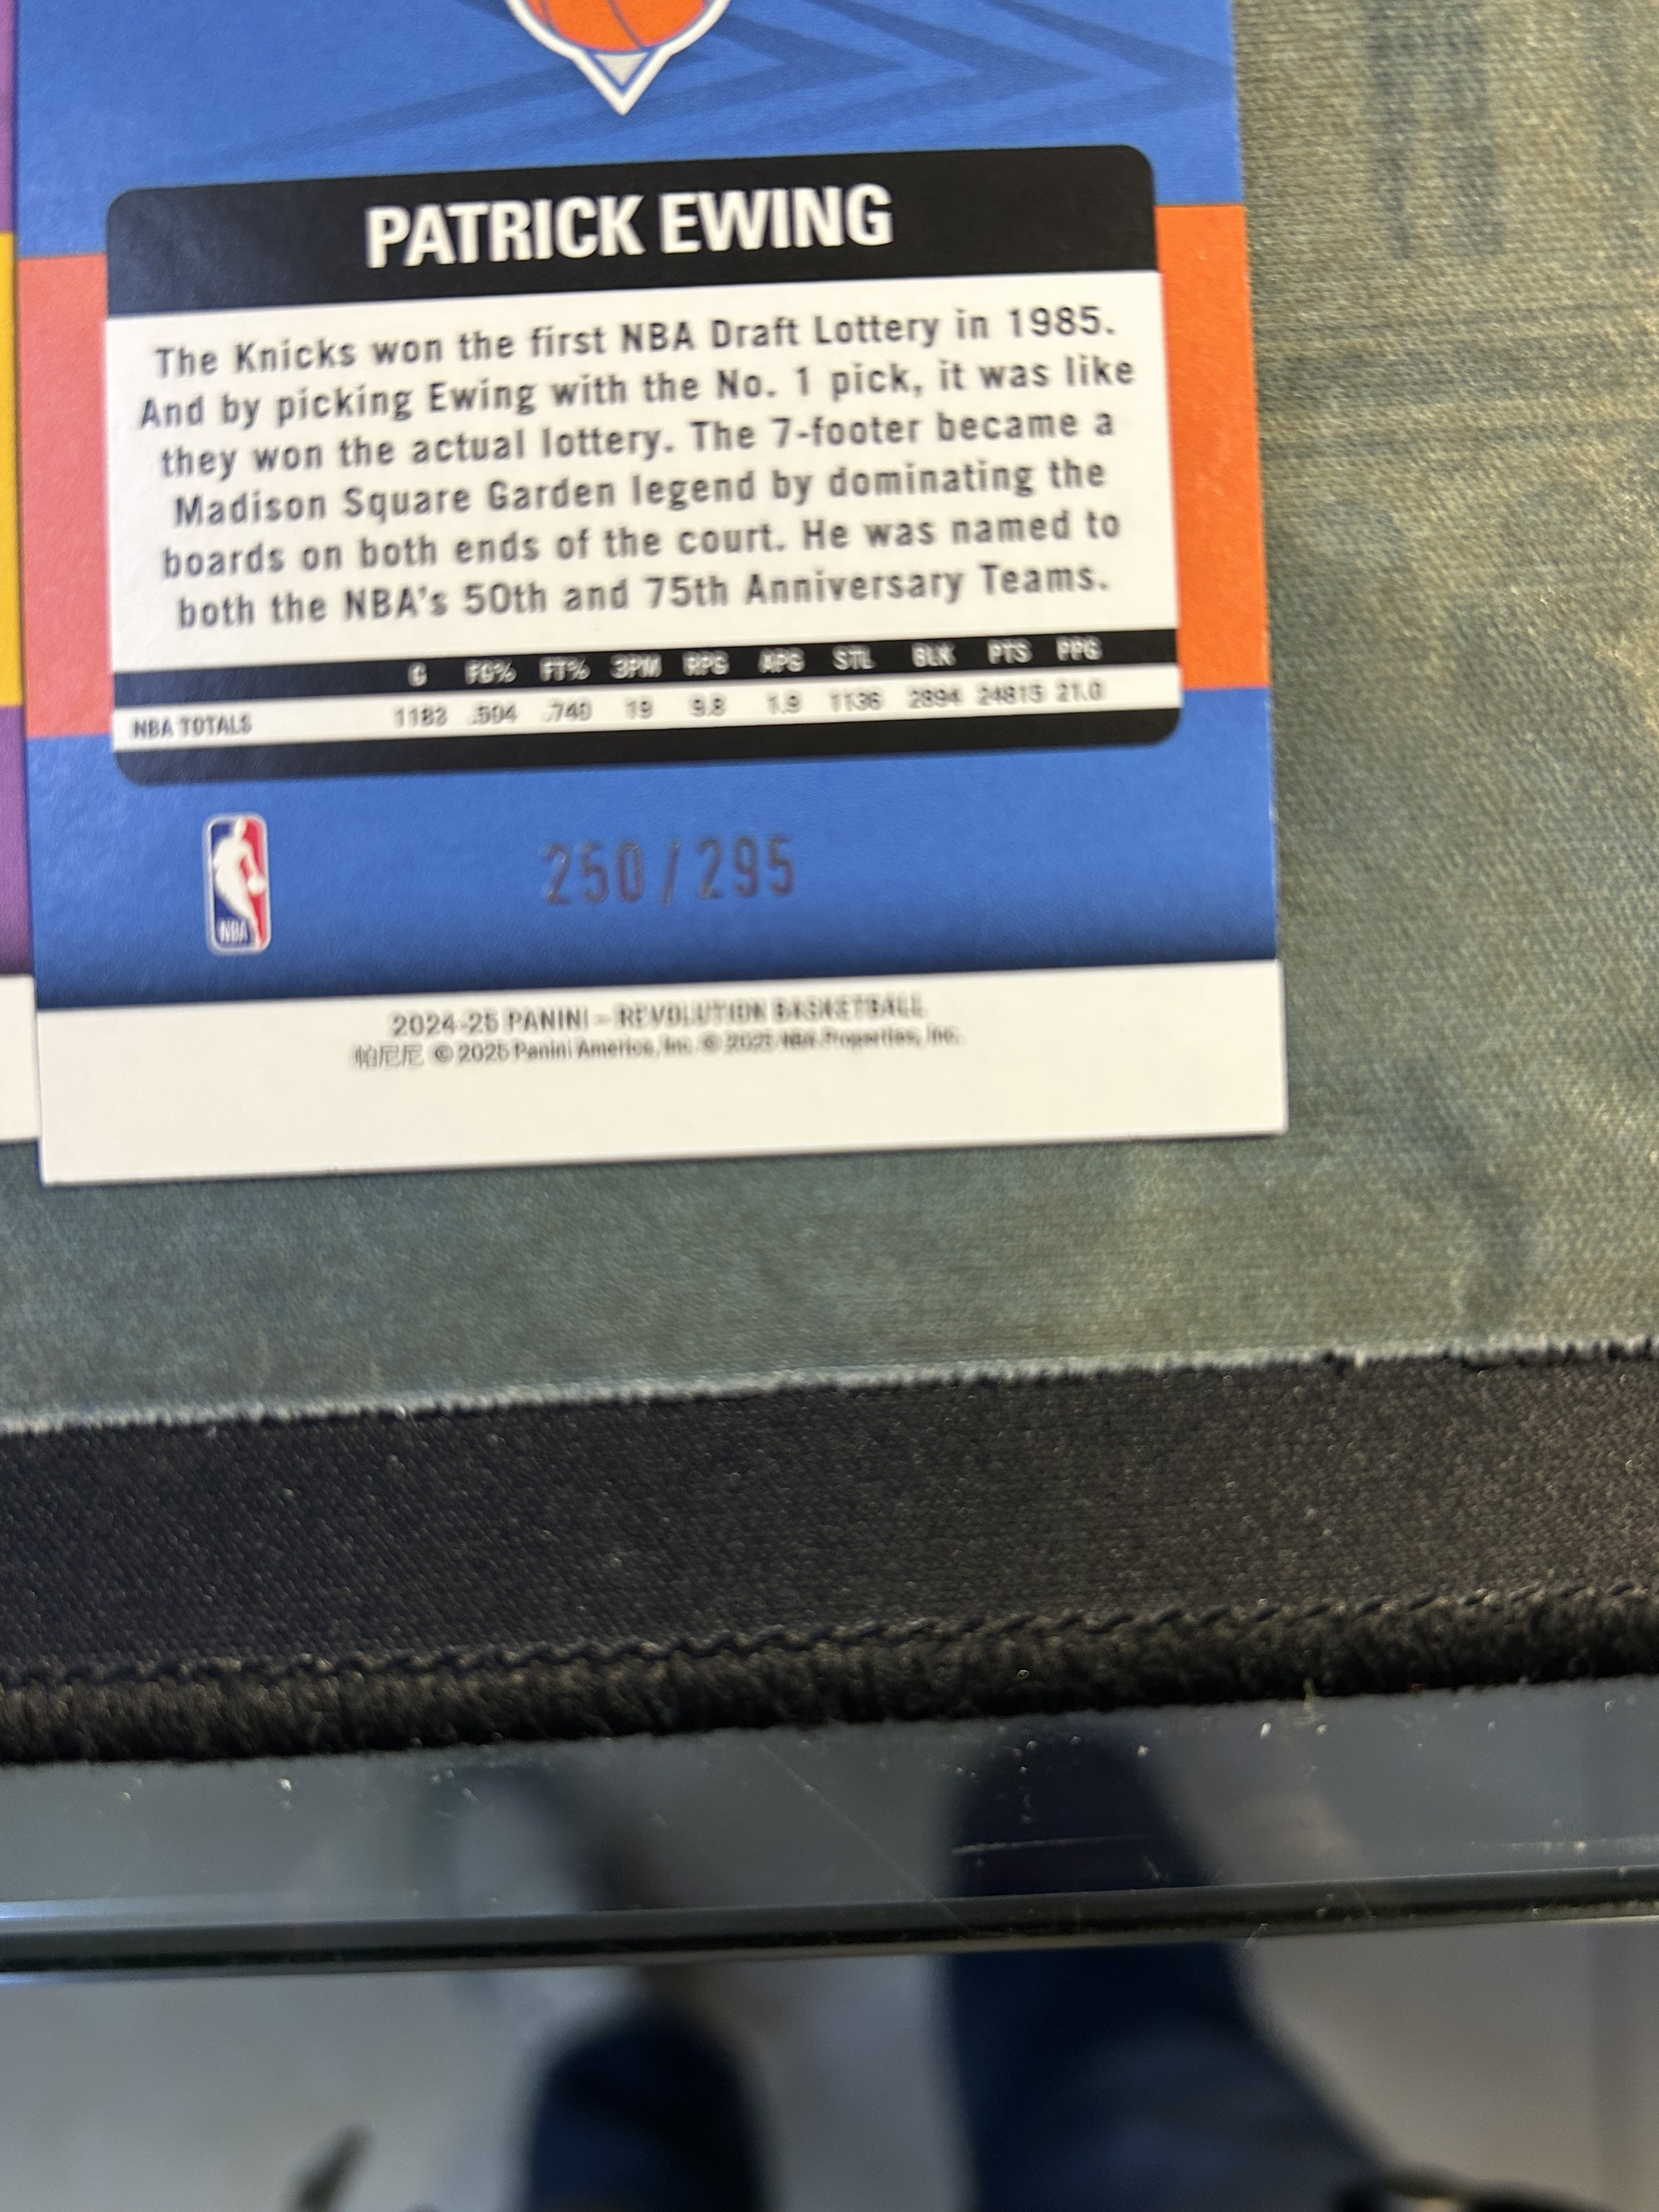 PATRICK EWING
The Knicks won the first NBA Draft Lottery in 1985.
And by picking Ewing with the No. 1 pick, it was like
they won the actual lottery. The 7-footer became a
Madison Square Garden legend by dominating the
boards on both ends of the court. He was named to
both the NBA's 50th and 75th Anniversary Teams.
G FG% FT% 3PM RPG APG STL BLK PTS PPG
NBA TOTALS 1183 .504 .740 19 9.8 1.9 1136 2894 24815 21.0
250/295
NBA
2024-25 PANINI – REVOLUTION BASKETBALL
帕尼尼 © 2025 Panini America, Inc. © 2025 NBA Properties, Inc.